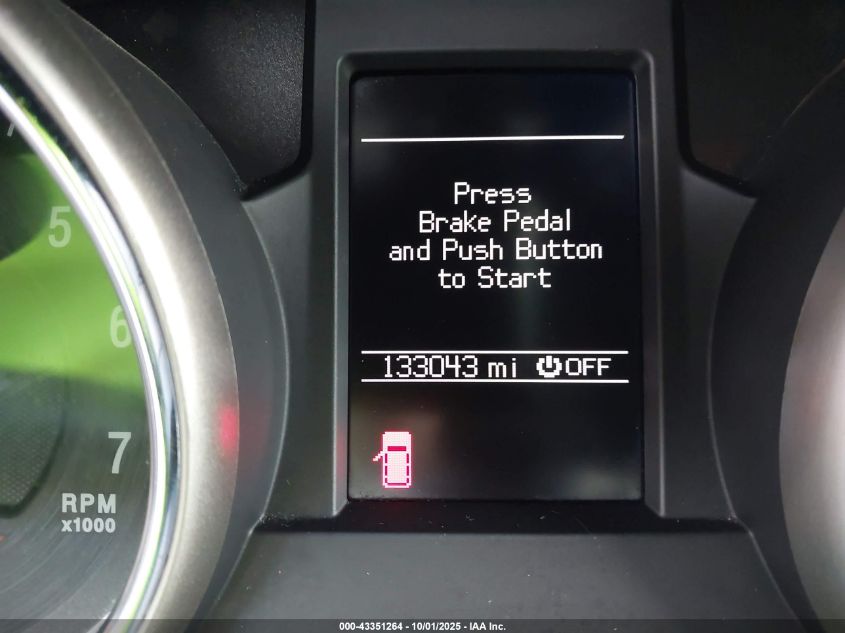 Press
Brake Pedal
and Push Button
to Start
133043 mi OFF
5
6
7
RPM
x1000
000-43351264 - 10/01/2025 - IAA Inc.